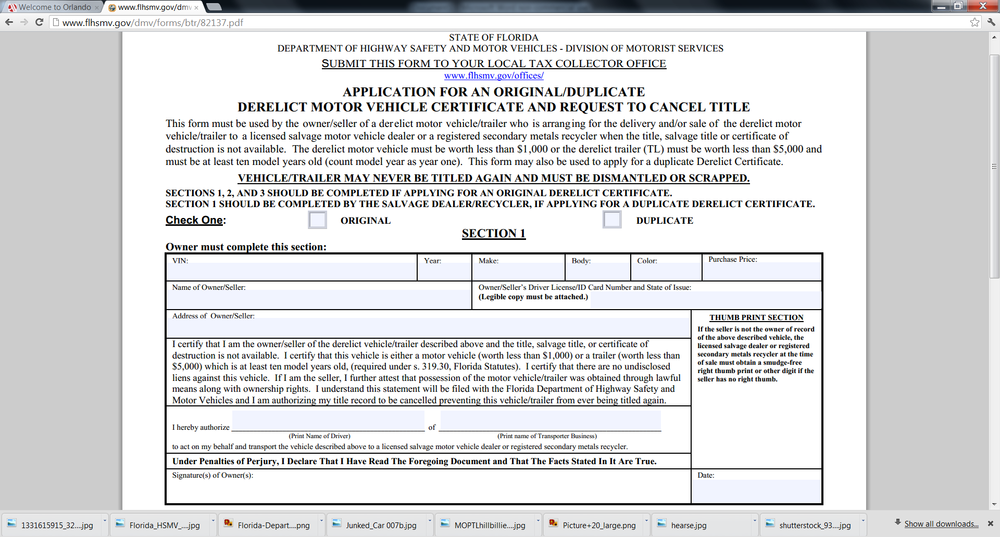 Welcome to Orlando
www.flhsmv.gov/dmv
www.flhsmv.gov/dmv/forms/btr/82137.pdf
STATE OF FLORIDA
DEPARTMENT OF HIGHWAY SAFETY AND MOTOR VEHICLES - DIVISION OF MOTORIST SERVICES
SUBMIT THIS FORM TO YOUR LOCAL TAX COLLECTOR OFFICE
www.flhsmv.gov/offices/
APPLICATION FOR AN ORIGINAL/DUPLICATE
DERELICT MOTOR VEHICLE CERTIFICATE AND REQUEST TO CANCEL TITLE
This form must be used by the owner/seller of a derelict motor vehicle/trailer who is arranging for the delivery and/or sale of the derelict motor
vehicle/trailer to a licensed salvage motor vehicle dealer or a registered secondary metals recycler when the title, salvage title or certificate of
destruction is not available. The derelict motor vehicle must be worth less than $1,000 or the derelict trailer (TL) must be worth less than $5,000 and
must be at least ten model years old (count model year as year one). This form may also be used to apply for a duplicate Derelict Certificate.
VEHICLE/TRAILER MAY NEVER BE TITLED AGAIN AND MUST BE DISMANTLED OR SCRAPPED.
SECTIONS 1, 2, AND 3 SHOULD BE COMPLETED IF APPLYING FOR AN ORIGINAL DERELICT CERTIFICATE.
SECTION 1 SHOULD BE COMPLETED BY THE SALVAGE DEALER/RECYCLER, IF APPLYING FOR A DUPLICATE DERELICT CERTIFICATE.
Check One: ORIGINAL DUPLICATE
SECTION 1
Owner must complete this section:
VIN: Year: Make: Body: Color: Purchase Price:
Name of Owner/Seller: Owner/Seller's Driver License/ID Card Number and State of Issue:
(Legible copy must be attached.)
Address of Owner/Seller:
I certify that I am the owner/seller of the derelict vehicle/trailer described above and the title, salvage title, or certificate of
destruction is not available. I certify that this vehicle is either a motor vehicle (worth less than $1,000) or a trailer (worth less than
$5,000) which is at least ten model years old, (required under s. 319.30, Florida Statutes). I certify that there are no undisclosed
liens against this vehicle. If I am the seller, I further attest that possession of the motor vehicle/trailer was obtained through lawful
means along with ownership rights. I understand this statement will be filed with the Florida Department of Highway Safety and
Motor Vehicles and I am authorizing my title record to be cancelled preventing this vehicle/trailer from ever being titled again.
THUMB PRINT SECTION
If the seller is not the owner of record
of the above described vehicle, the
licensed salvage dealer or registered
secondary metals recycler at the time
of sale must obtain a smudge-free
right thumb print or other digit if the
seller has no right thumb.
I hereby authorize of
(Print Name of Driver) (Print name of Transporter Business)
to act on my behalf and transport the vehicle described above to a licensed salvage motor vehicle dealer or registered secondary metals recycler.
Under Penalties of Perjury, I Declare That I Have Read The Foregoing Document and That The Facts Stated In It Are True.
Signature(s) of Owner(s): Date:
1331615915_32....jpg Florida_HSMV_....jpg Florida-Depart....png Junked_Car 007b.jpg MOPTLhillbillie....jpg Picture+20_large.png hearse.jpg shutterstock_93....jpg Show all downloads...